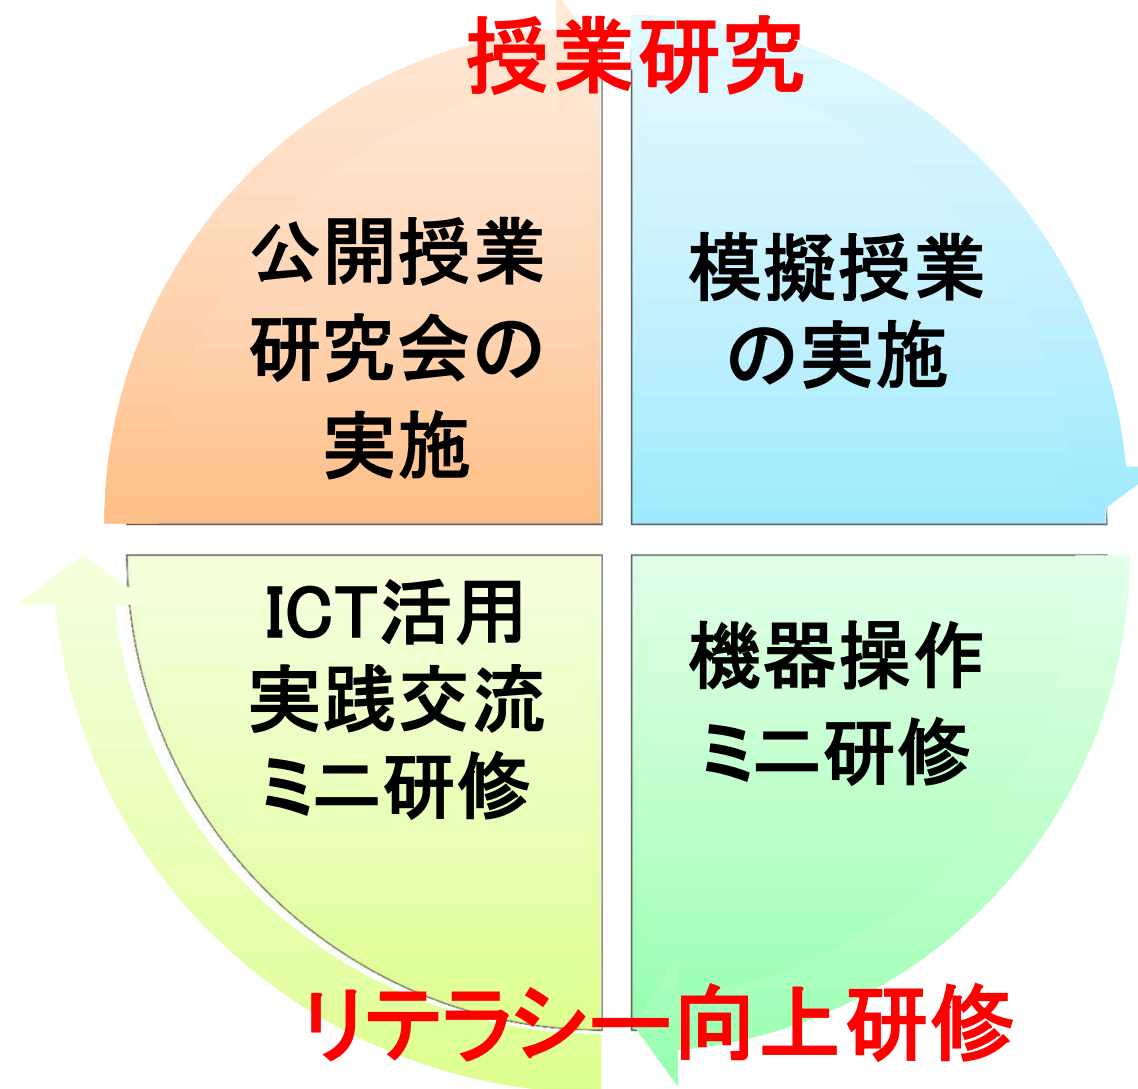 授業研究
公開授業
研究会の
実施
模擬授業
の実施
ICT活用
実践交流
ミニ研修
機器操作
ミニ研修
リテラシー向上研修